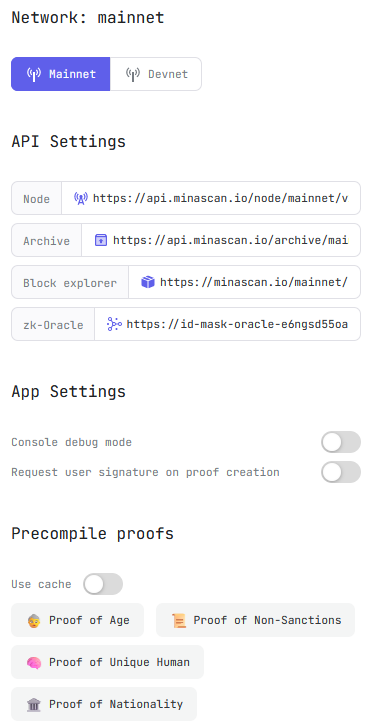 Network: mainnet
Mainnet Devnet
API Settings
Node https://api.minascan.io/node/mainnet/v
Archive https://api.minascan.io/archive/mai
Block explorer https://minascan.io/mainnet/
zk-Oracle https://id-mask-oracle-e6ngsd55oa
App Settings
Console debug mode
Request user signature on proof creation
Precompile proofs
Use cache
Proof of Age Proof of Non-Sanctions
Proof of Unique Human
Proof of Nationality